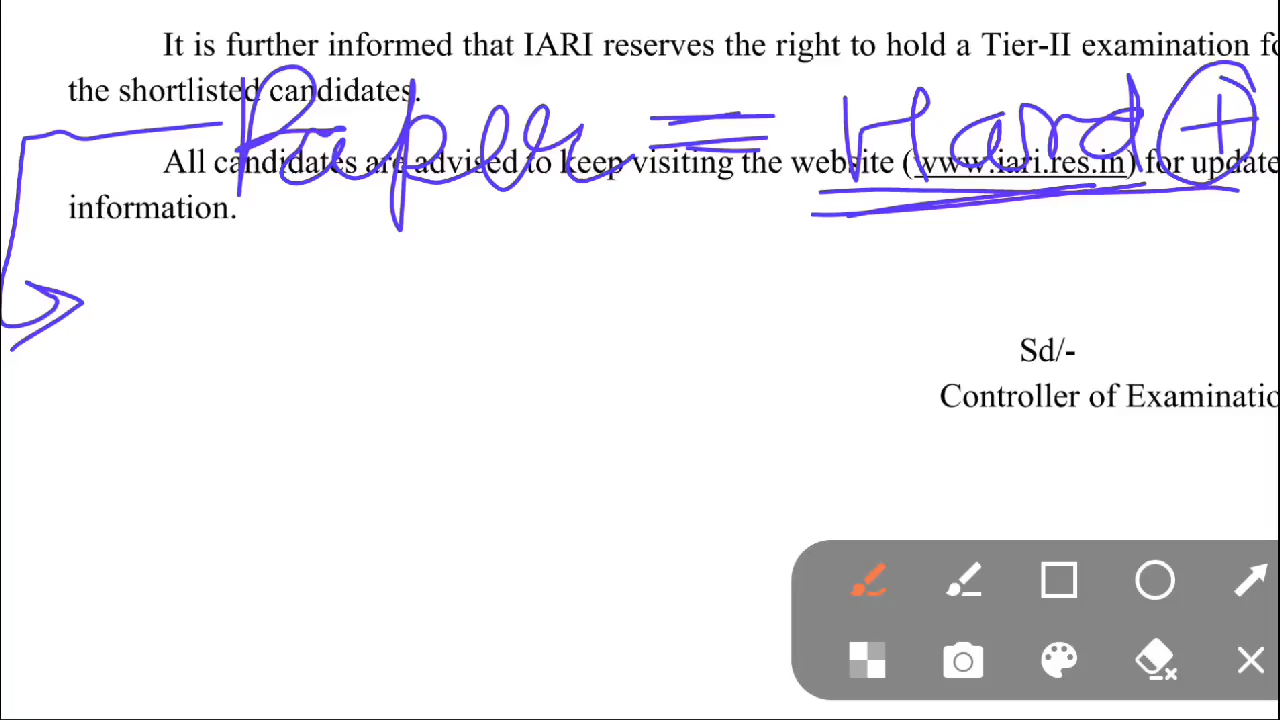 It is further informed that IARI reserves the right to hold a Tier-II examination fo
the shortlisted candidates.
Paper = Hard +
All candidates are advised to keep visiting the website (www.iari.res.in) for update
information.
Sd/-
Controller of Examinatio